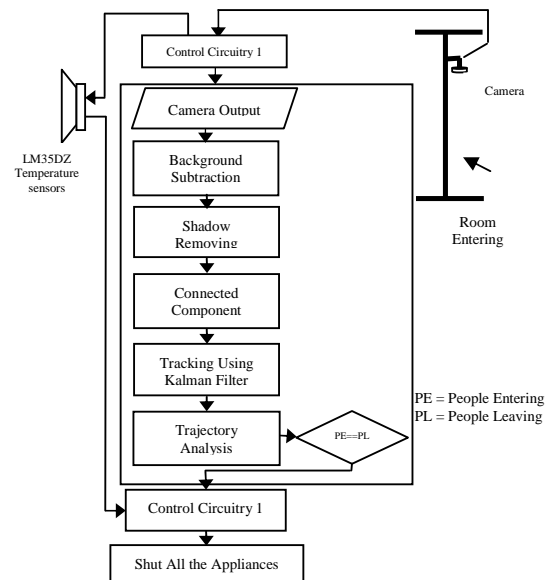 Control Circuitry 1
Camera Output
Camera
LM35DZ
Temperature
sensors
Background
Subtraction
Shadow
Removing
Room
Entering
Connected
Component
Tracking Using
Kalman Filter
PE = People Entering
PL = People Leaving
Trajectory
Analysis
PE==PL
Control Circuitry 1
Shut All the Appliances